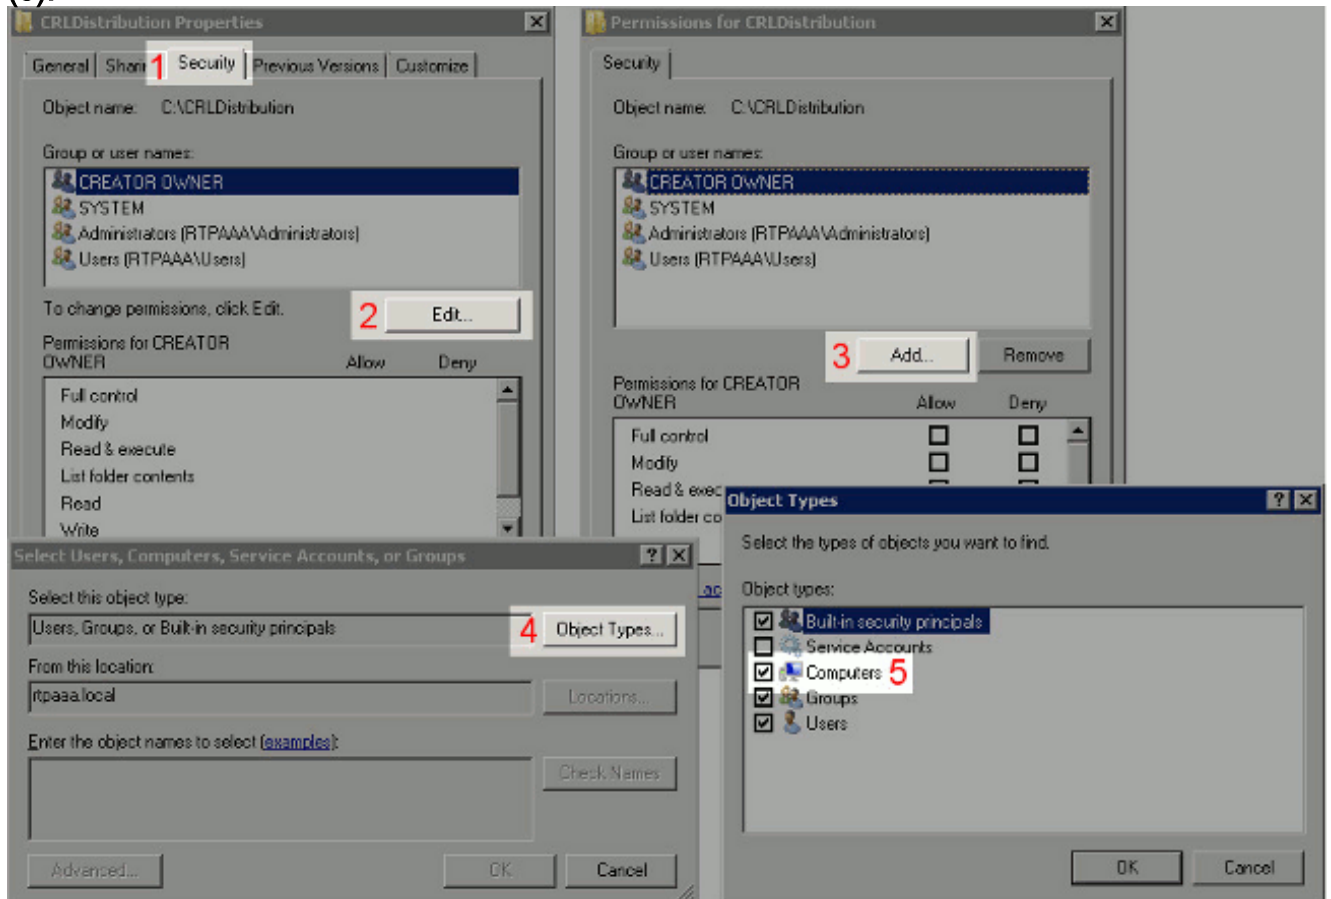 CRLDistribution Properties
General Sharin 1 Security Previous Versions Customize
Object name: C:\CRLDistribution
Group or user names:
CREATOR OWNER
SYSTEM
Administrators (RTPAAA\Administrators)
Users (RTPAAA\Users)
To change permissions, click Edit.
2 Edit...
Permissions for CREATOR
OWNER Allow Deny
Full control
Modify
Read & execute
List folder contents
Read
Write
Permissions for CRLDistribution
Security
Object name: C:\CRLDistribution
Group or user names:
CREATOR OWNER
SYSTEM
Administrators (RTPAAA\Administrators)
Users (RTPAAA\Users)
3 Add... Remove
Permissions for CREATOR
OWNER Allow Deny
Full control
Modify
Read & exec
List folder co
ac
Select Users, Computers, Service Accounts, or Groups
Select this object type:
Users, Groups, or Built-in security principals 4 Object Types...
From this location:
rtpaaa.local Locations...
Enter the object names to select (examples):
Check Names
Advanced... OK Cancel
Object Types
Select the types of objects you want to find.
Object types:
Built-in security principals
Service Accounts
Computers 5
Groups
Users
OK Cancel